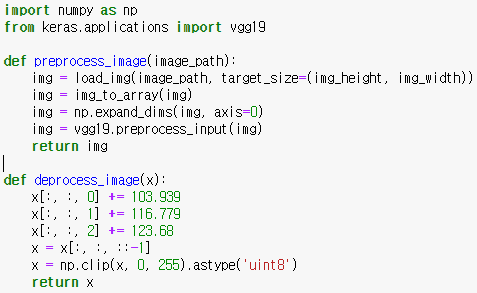 import numpy as np
from keras.applications import vgg19
def preprocess_image(image_path):
    img = load_img(image_path, target_size=(img_height, img_width))
    img = img_to_array(img)
    img = np.expand_dims(img, axis=0)
    img = vgg19.preprocess_input(img)
    return img
def deprocess_image(x):
    x[:, :, 0] += 103.939
    x[:, :, 1] += 116.779
    x[:, :, 2] += 123.68
    x = x[:, :, ::-1]
    x = np.clip(x, 0, 255).astype('uint8')
    return x